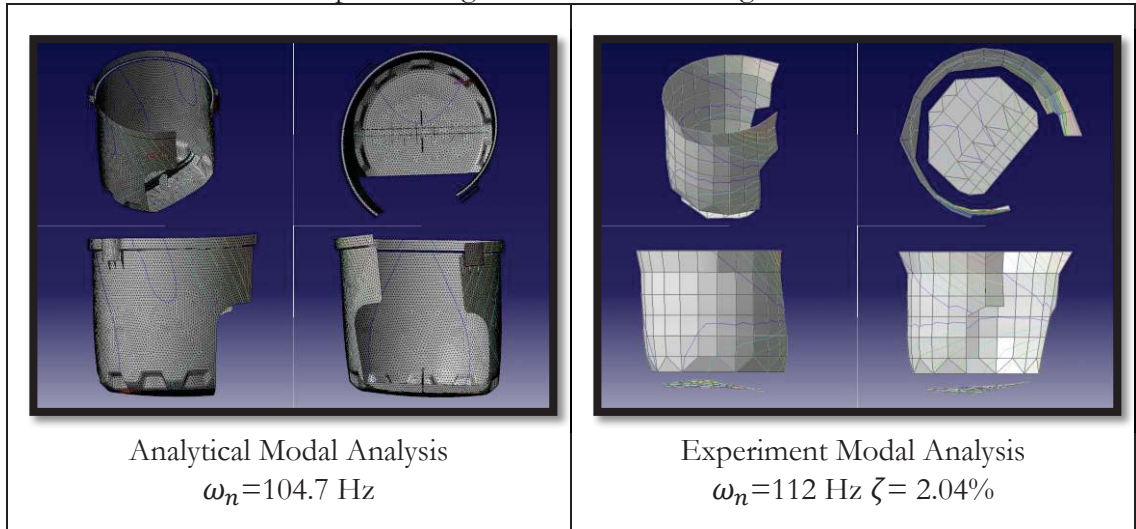 Analytical Modal Analysis
ωₙ=104.7 Hz
Experiment Modal Analysis
ωₙ=112 Hz ζ= 2.04%